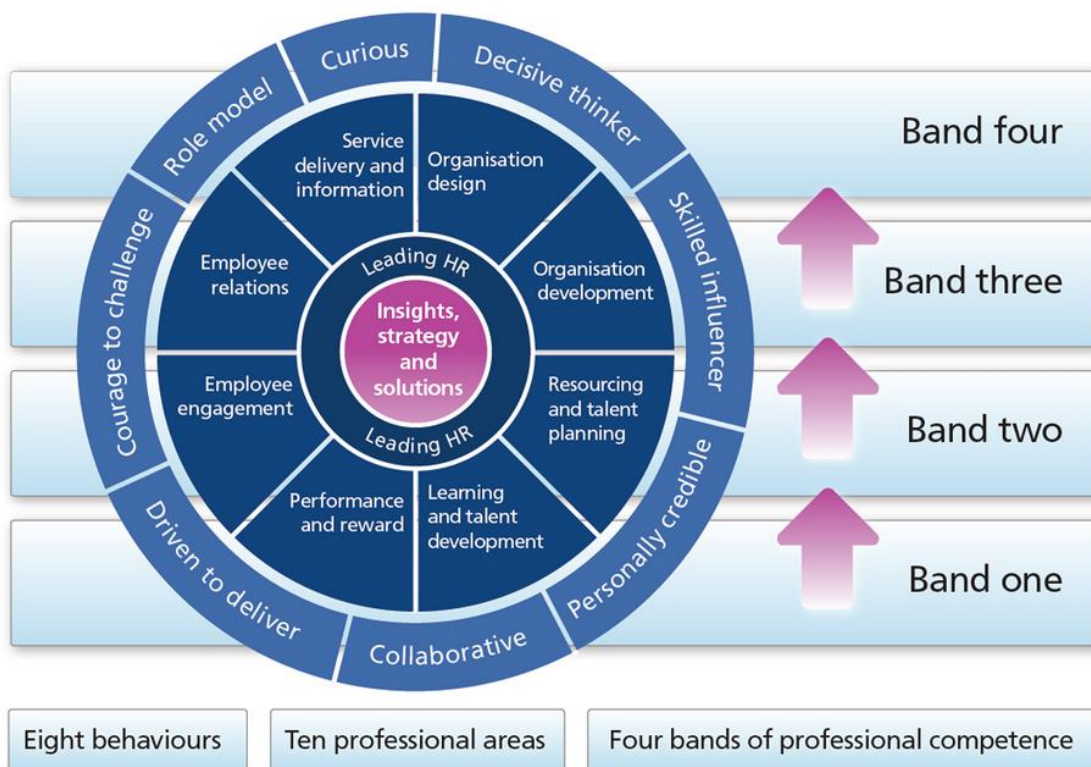 Curious
Decisive thinker
Skilled influencer
Personally credible
Collaborative
Driven to deliver
Courage to challenge
Role model
Service
delivery and
information
Organisation
design
Organisation
development
Resourcing
and talent
planning
Learning
and talent
development
Performance
and reward
Employee
engagement
Employee
relations
Leading HR
Insights,
strategy
and
solutions
Leading HR
Band four
Band three
Band two
Band one
Eight behaviours
Ten professional areas
Four bands of professional competence